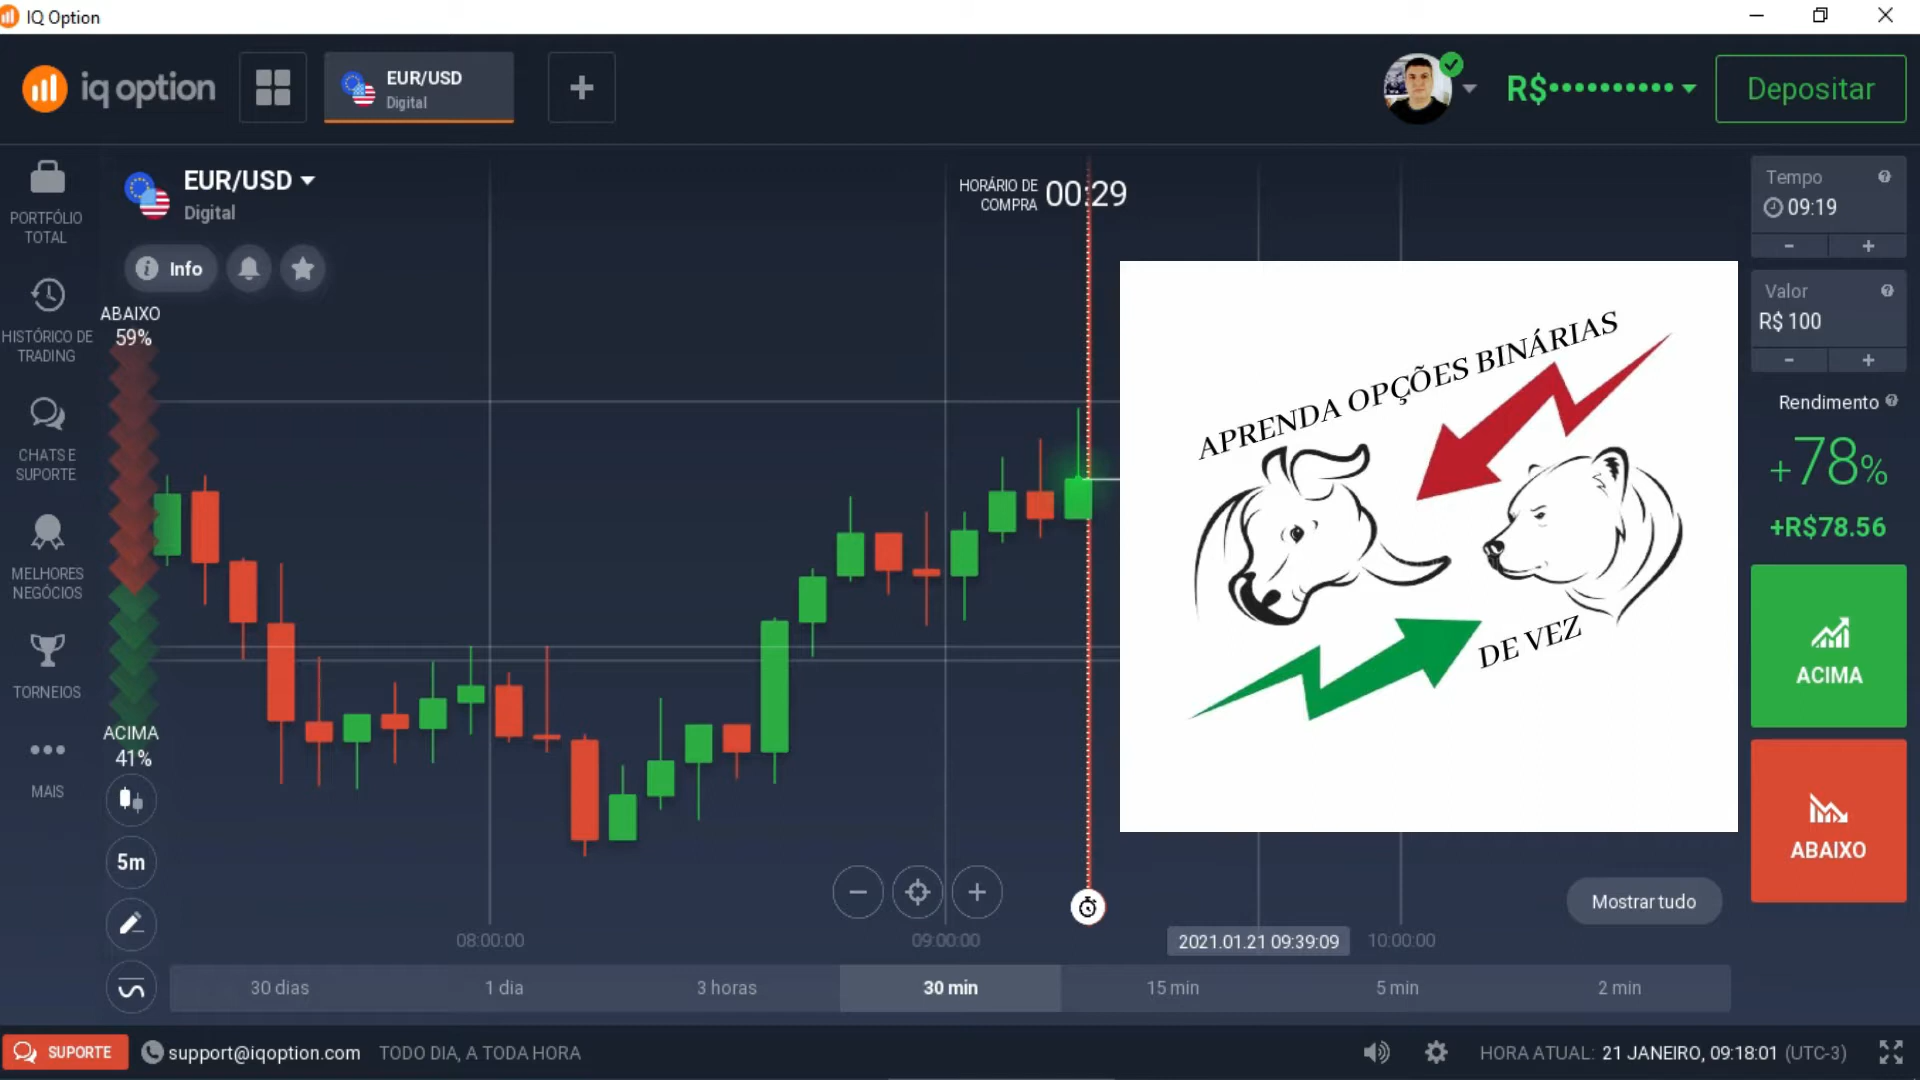 IQ Option
iq option
EUR/USD
Digital
R$
Depositar
EUR/USD
Digital
Info
HORÁRIO DE
COMPRA
00:29
PORTFÓLIO
TOTAL
HISTÓRICO DE
TRADING
CHATS E
SUPORTE
MELHORES
NEGÓCIOS
TORNEIOS
MAIS
ABAIXO
59%
ACIMA
41%
5m
APRENDA OPÇÕES BINÁRIAS
DE VEZ
Tempo
09:19
Valor
R$ 100
Rendimento
+78%
+R$78.56
ACIMA
ABAIXO
Mostrar tudo
08:00:00
09:00:00
2021.01.21 09:39:09
10:00:00
30 dias
1 dia
3 horas
30 min
15 min
5 min
2 min
SUPORTE
support@iqoption.com
TODO DIA, A TODA HORA
HORA ATUAL: 21 JANEIRO, 09:18:01 (UTC-3)